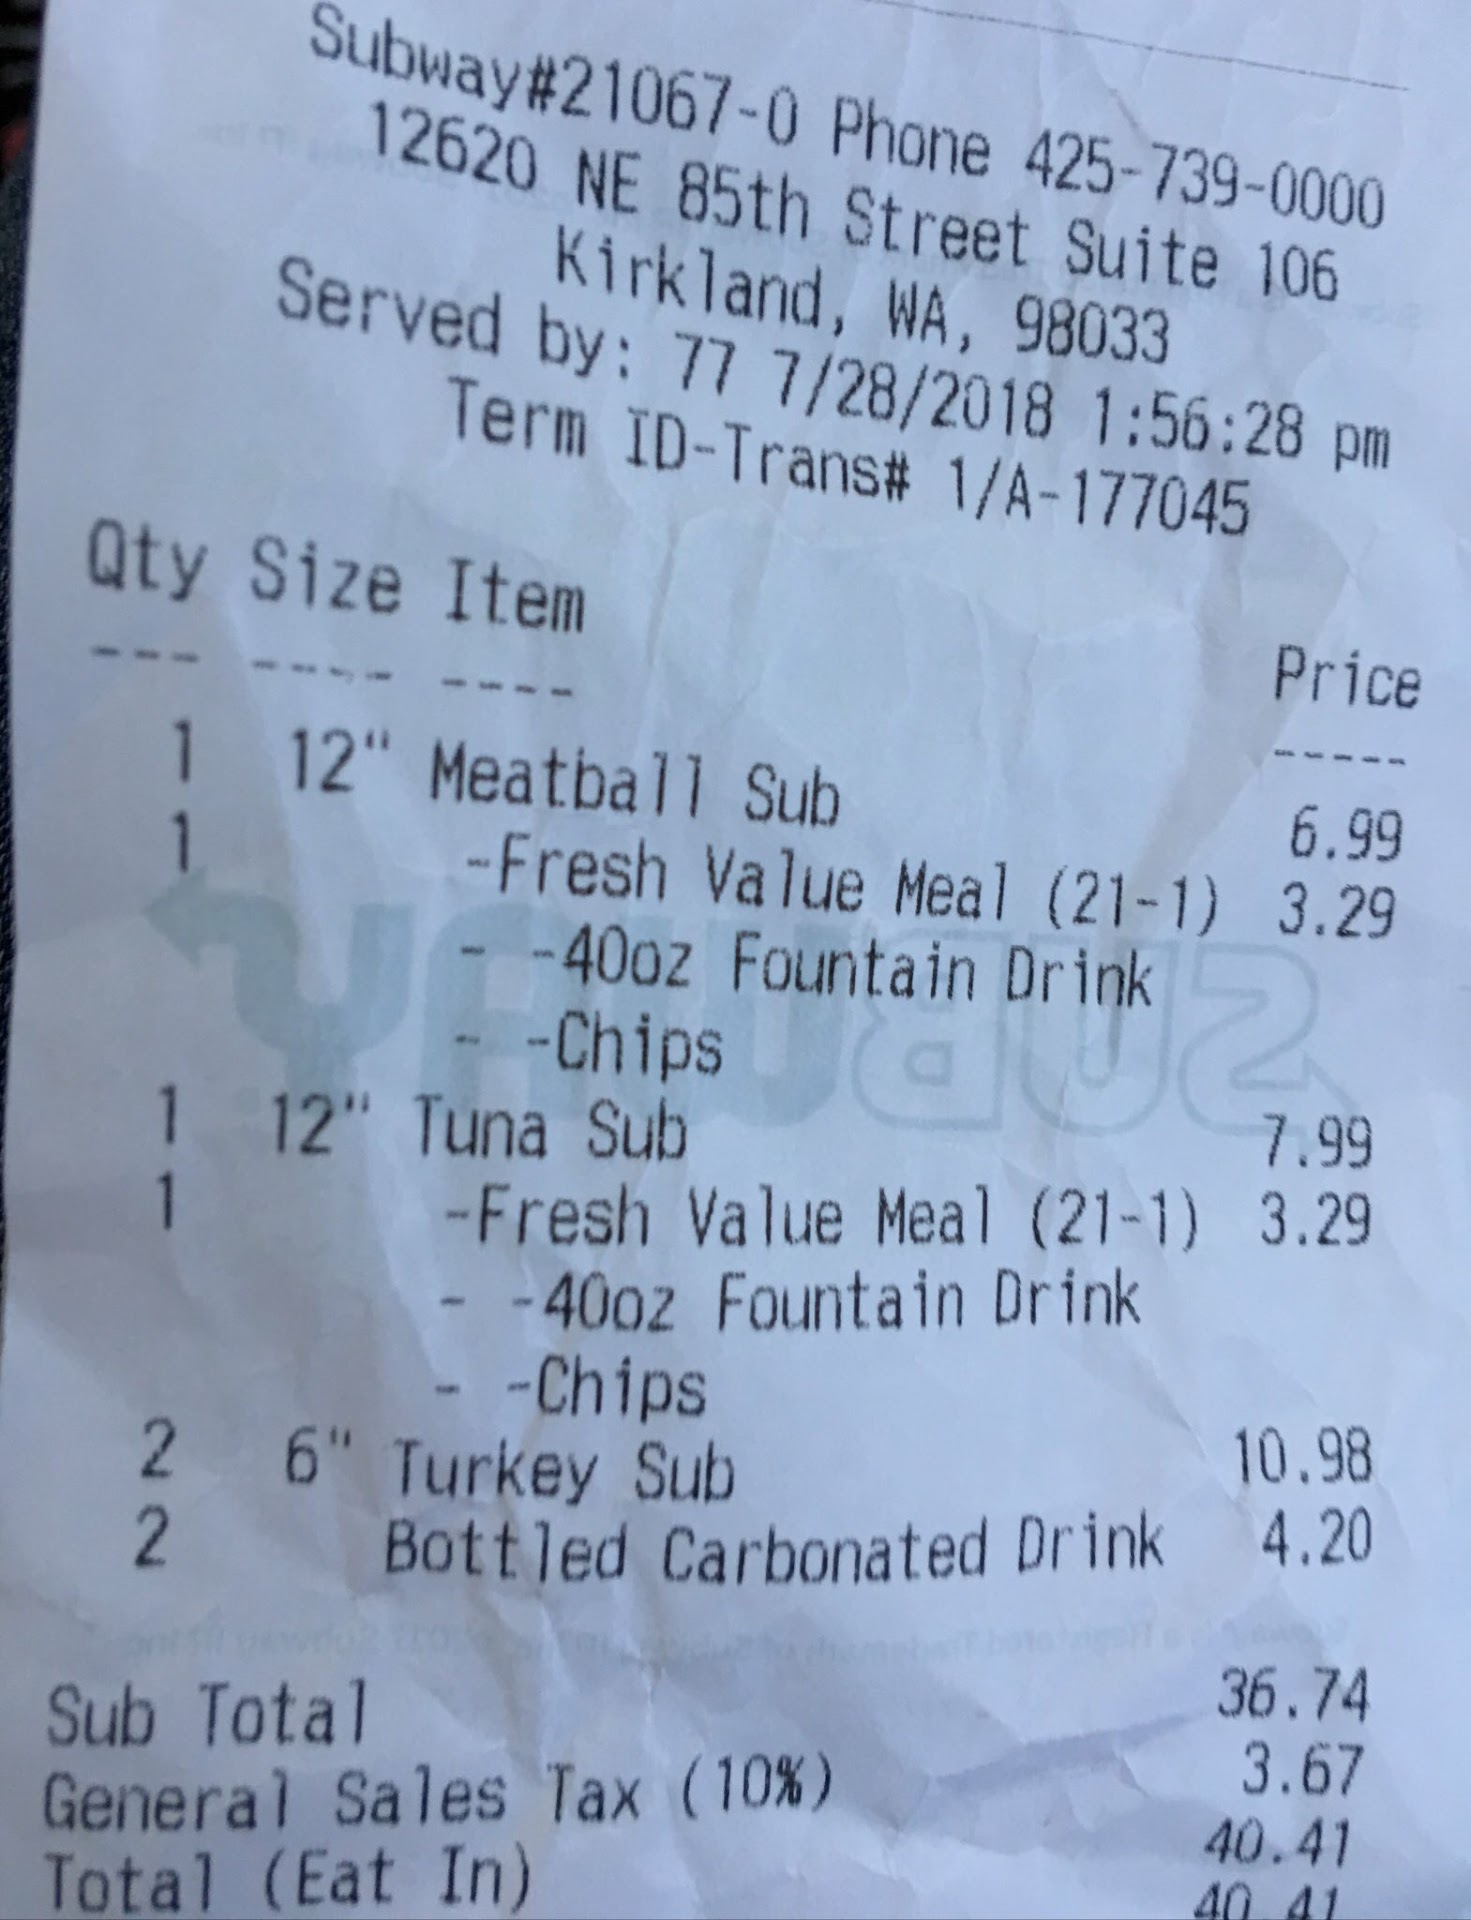 Subway#21067-0 Phone 425-739-0000
12620 NE 85th Street Suite 106
Kirkland, WA, 98033
Served by: 77 7/28/2018 1:56:28 pm
Term ID-Trans# 1/A-177045
Qty Size Item Price
--- ---- ---- -----
1 12" Meatball Sub 6.99
1 -Fresh Value Meal (21-1) 3.29
- -40oz Fountain Drink
- -Chips
1 12" Tuna Sub 7.99
1 -Fresh Value Meal (21-1) 3.29
- -40oz Fountain Drink
- -Chips
2 6" Turkey Sub 10.98
2 Bottled Carbonated Drink 4.20
SUBWAY
Sub Total 36.74
General Sales Tax (10%) 3.67
Total (Eat In) 40.41
40.41